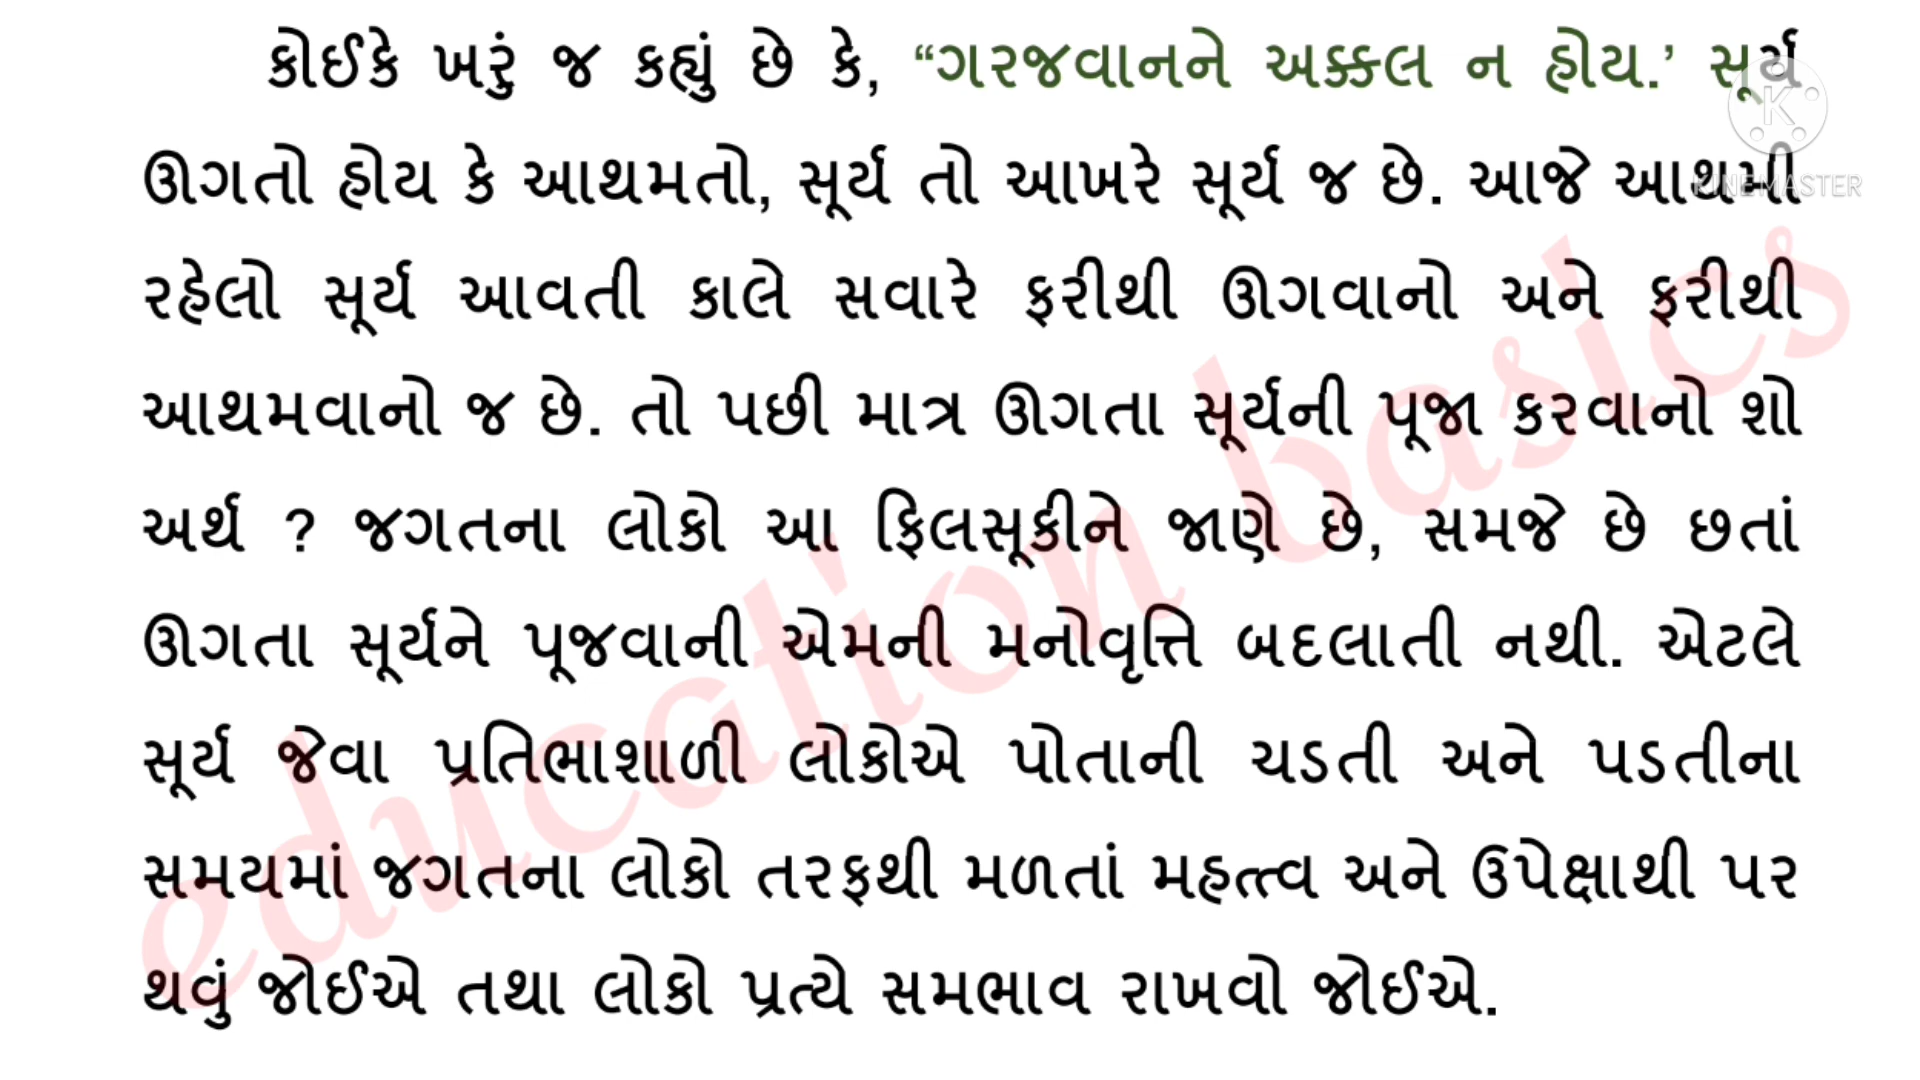 કોઈકે ખરું જ કહ્યું છે કે, “ગરજવાનને અક્કલ ન હોય.’ સૂર્ય
ઊગતો હોય કે આથમતો, સૂર્ય તો આખરે સૂર્ય જ છે. આજે આથમી
રહેલો સૂર્ય આવતી કાલે સવારે ફરીથી ઊગવાનો અને ફરીથી
આથમવાનો જ છે. તો પછી માત્ર ઊગતા સૂર્યની પૂજા કરવાનો શો
અર્થ ? જગતના લોકો આ ફિલસૂકીને જાણે છે, સમજે છે છતાં
ઊગતા સૂર્યને પૂજવાની એમની મનોવૃત્તિ બદલાતી નથી. એટલે
સૂર્ય જેવા પ્રતિભાશાળી લોકોએ પોતાની ચડતી અને પડતીના
સમયમાં જગતના લોકો તરફથી મળતાં મહત્ત્વ અને ઉપેક્ષાથી પર
થવું જોઈએ તથા લોકો પ્રત્યે સમભાવ રાખવો જોઈએ.
K
KINEMASTER
education basics